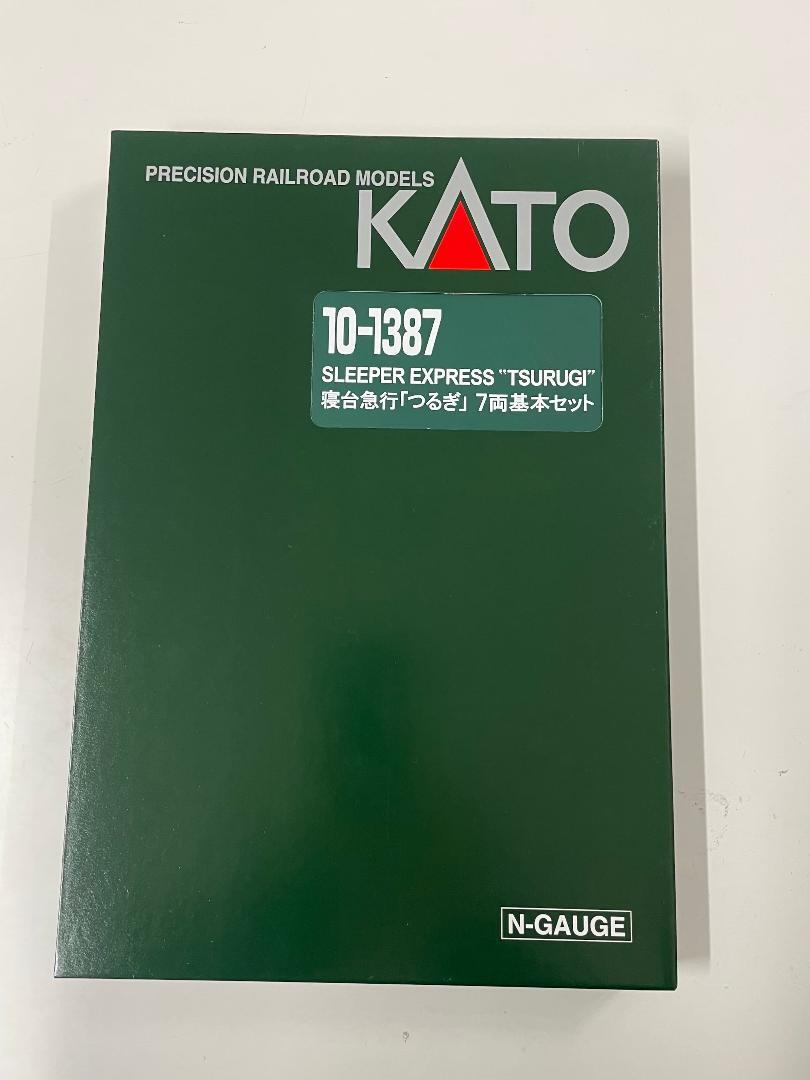 PRECISION RAILROAD MODELS
KATO
10-1387
SLEEPER EXPRESS “TSURUGI”
寝台急行「つるぎ」 7両基本セット
N-GAUGE